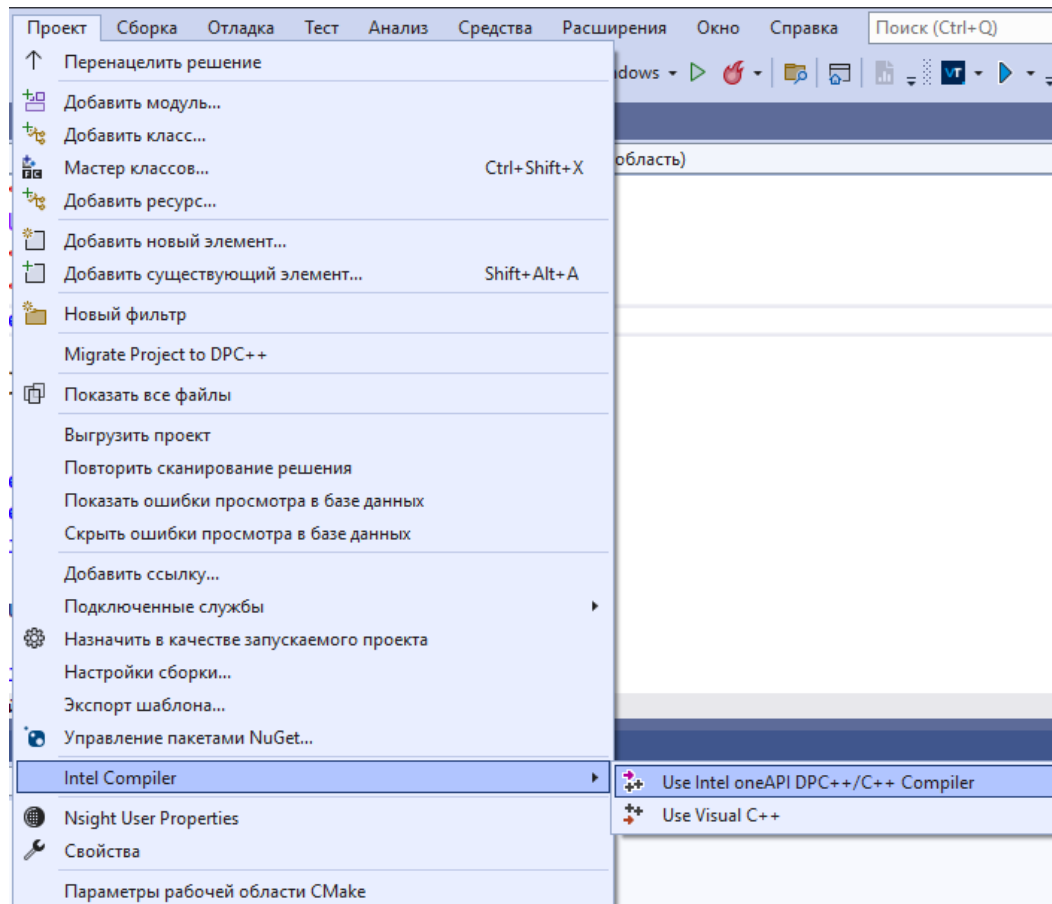 Проект Сборка Отладка Тест Анализ Средства Расширения Окно Справка Поиск (Ctrl+Q)
Перенацелить решение
Добавить модуль...
Добавить класс...
область)
Мастер классов... Ctrl+Shift+X
Добавить ресурс...
Добавить новый элемент...
Добавить существующий элемент... Shift+Alt+A
Новый фильтр
Migrate Project to DPC++
Показать все файлы
Выгрузить проект
Повторить сканирование решения
Показать ошибки просмотра в базе данных
Скрыть ошибки просмотра в базе данных
Добавить ссылку...
Подключенные службы
Назначить в качестве запускаемого проекта
Настройки сборки...
Экспорт шаблона...
Управление пакетами NuGet...
Intel Compiler
Use Intel oneAPI DPC++/C++ Compiler
Use Visual C++
Nsight User Properties
Свойства
Параметры рабочей области CMake